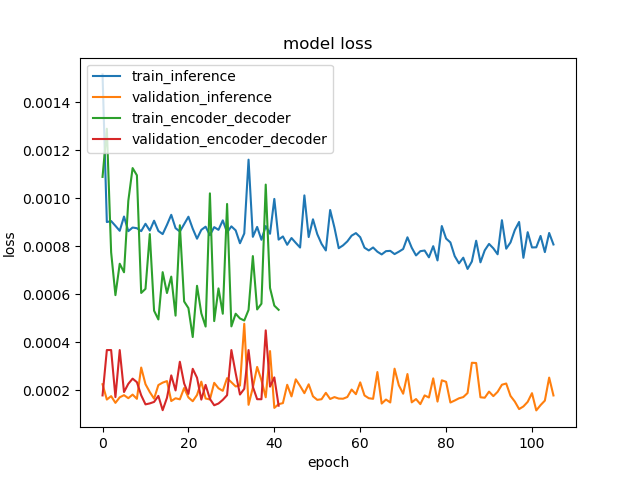 model loss
train_inference
validation_inference
train_encoder_decoder
validation_encoder_decoder
0.0014
0.0012
0.0010
0.0008
0.0006
0.0004
0.0002
loss
0 20 40 60 80 100
epoch